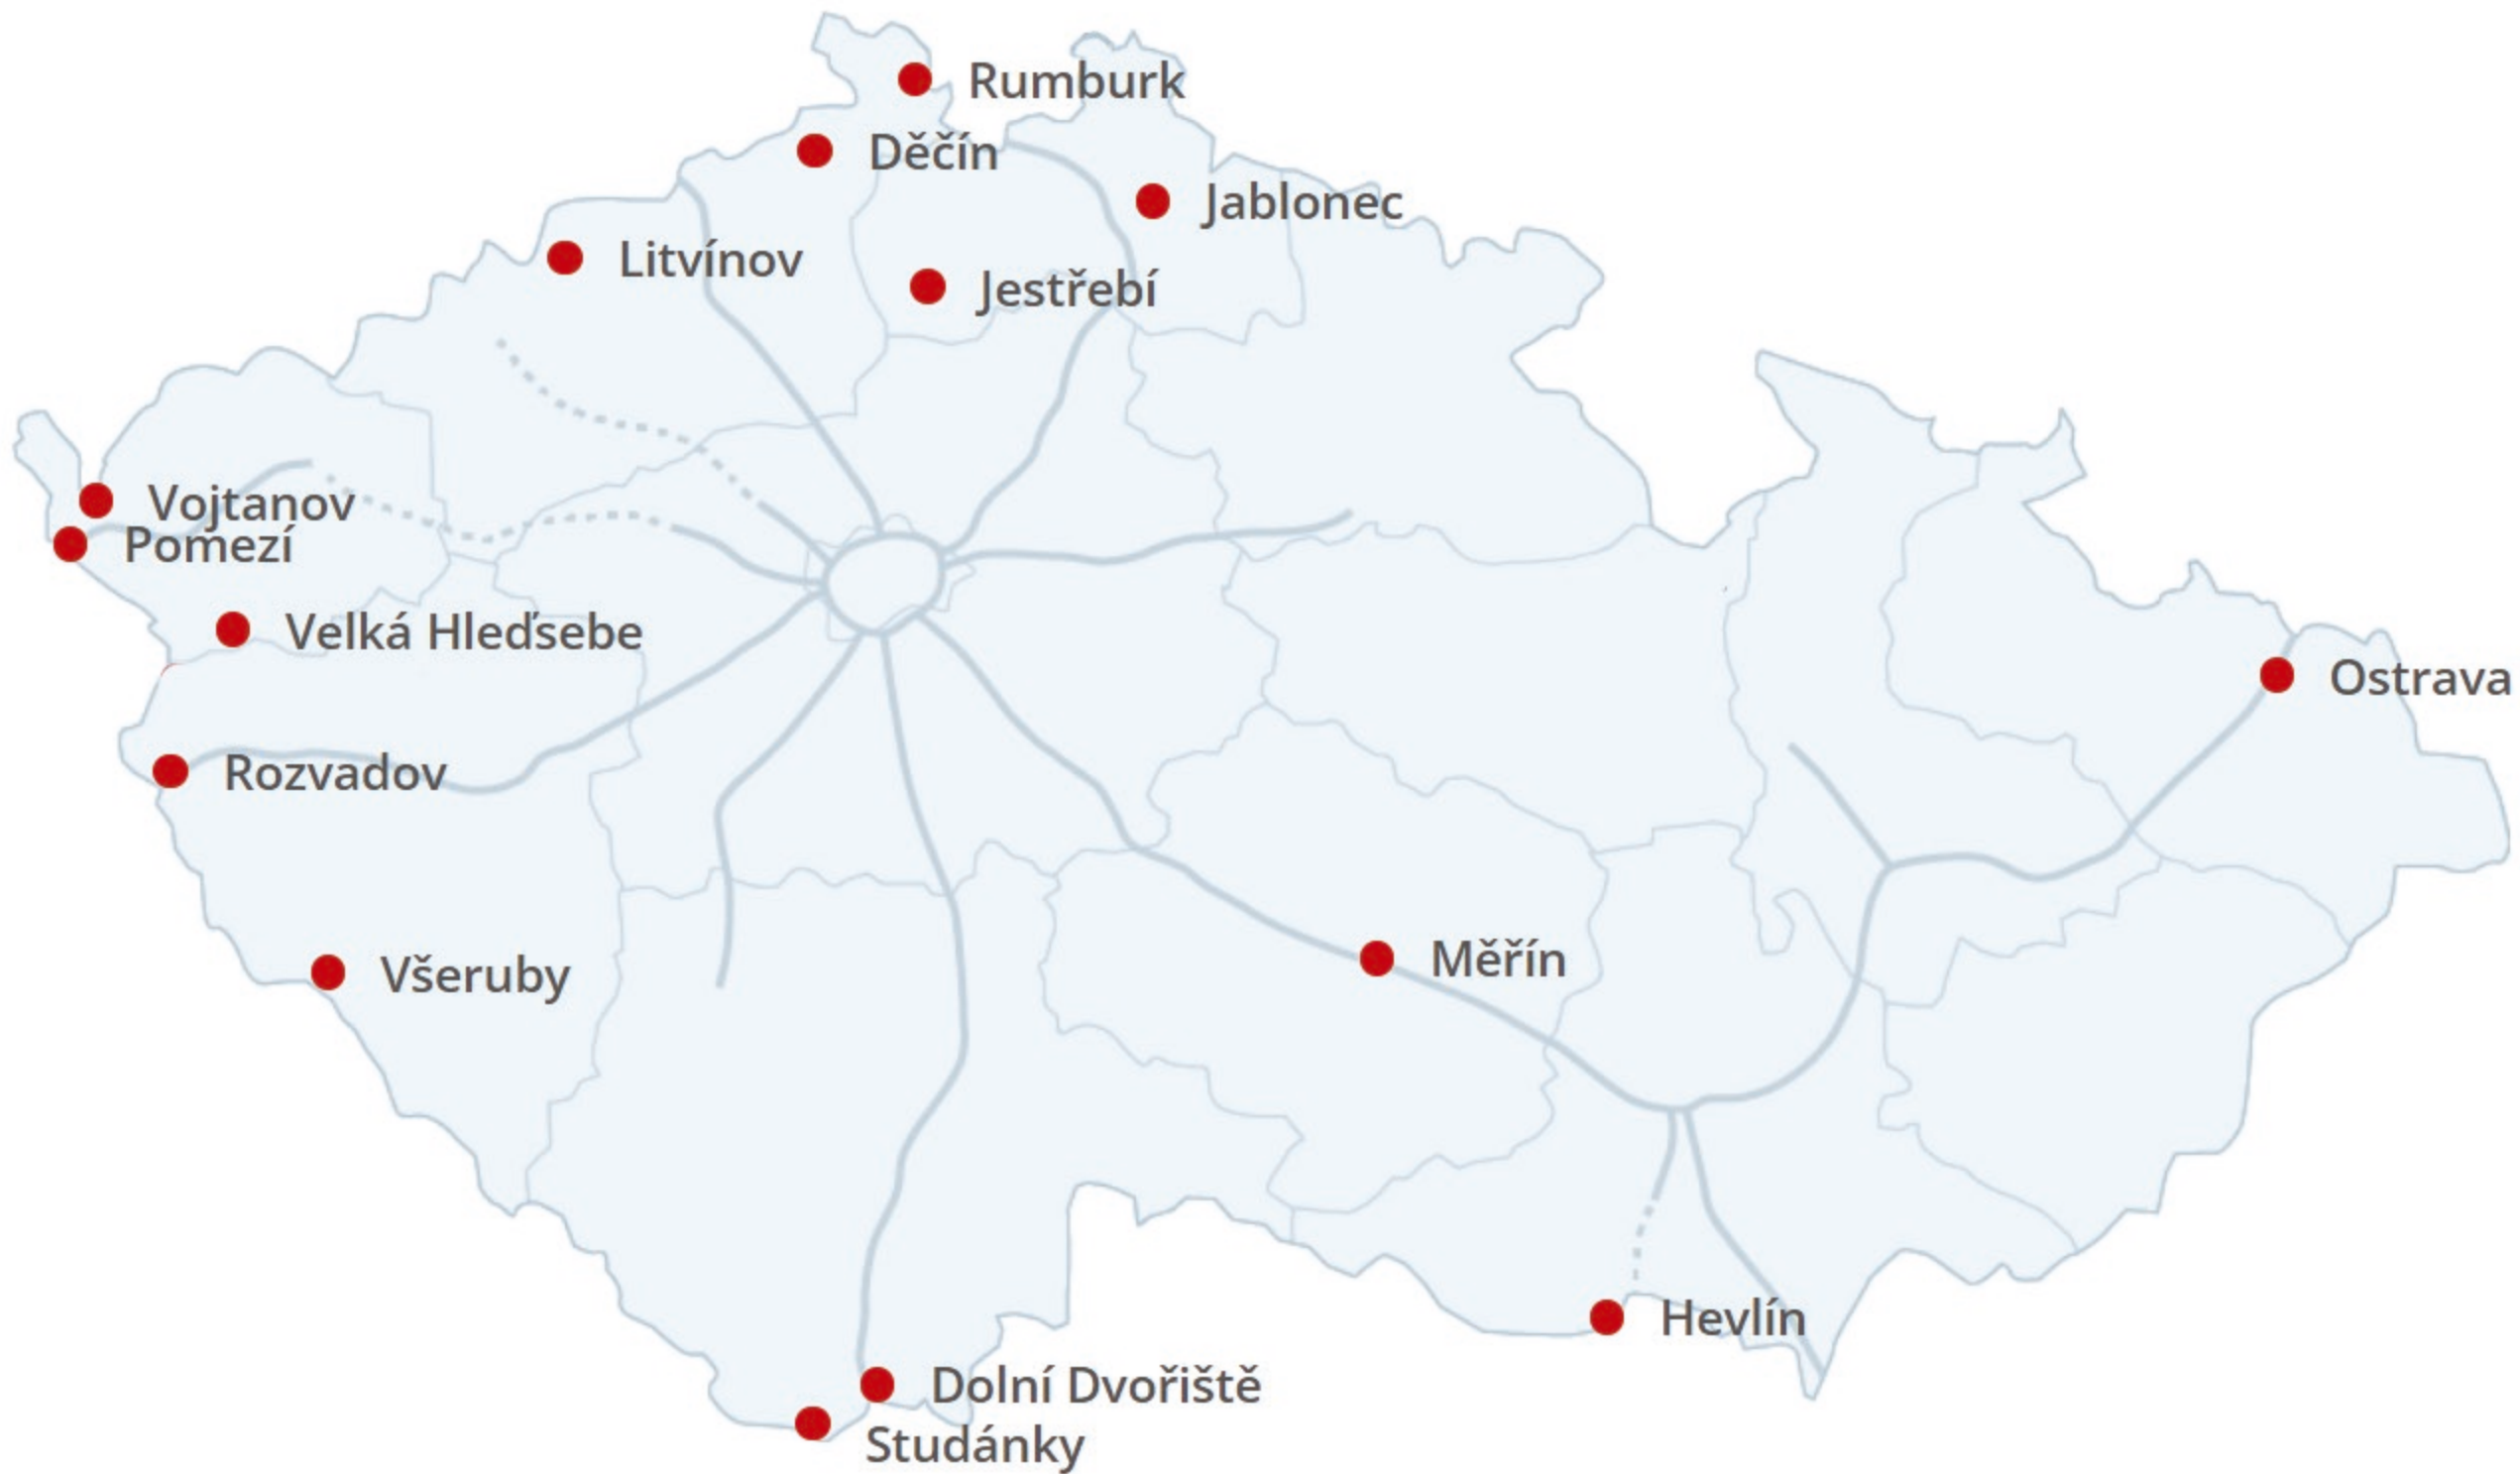 Rumburk
Děčín
Jablonec
Litvínov
Jestřebí
Vojtanov
Pomezí
Velká Hleďsebe
Ostrava
Rozvadov
Měřín
Všeruby
Hevlín
Dolní Dvořiště
Studánky